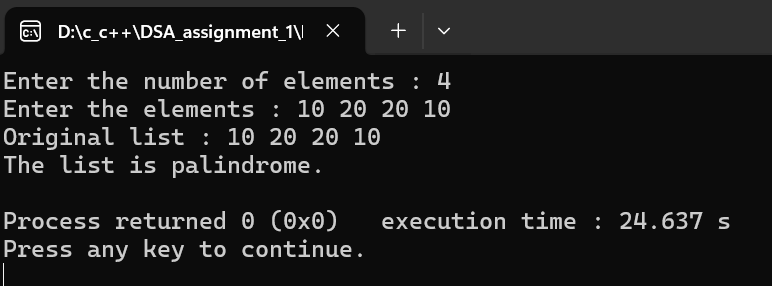 D:\c_c++\DSA_assignment_1\
Enter the number of elements : 4
Enter the elements : 10 20 20 10
Original list : 10 20 20 10
The list is palindrome.
Process returned 0 (0x0)   execution time : 24.637 s
Press any key to continue.